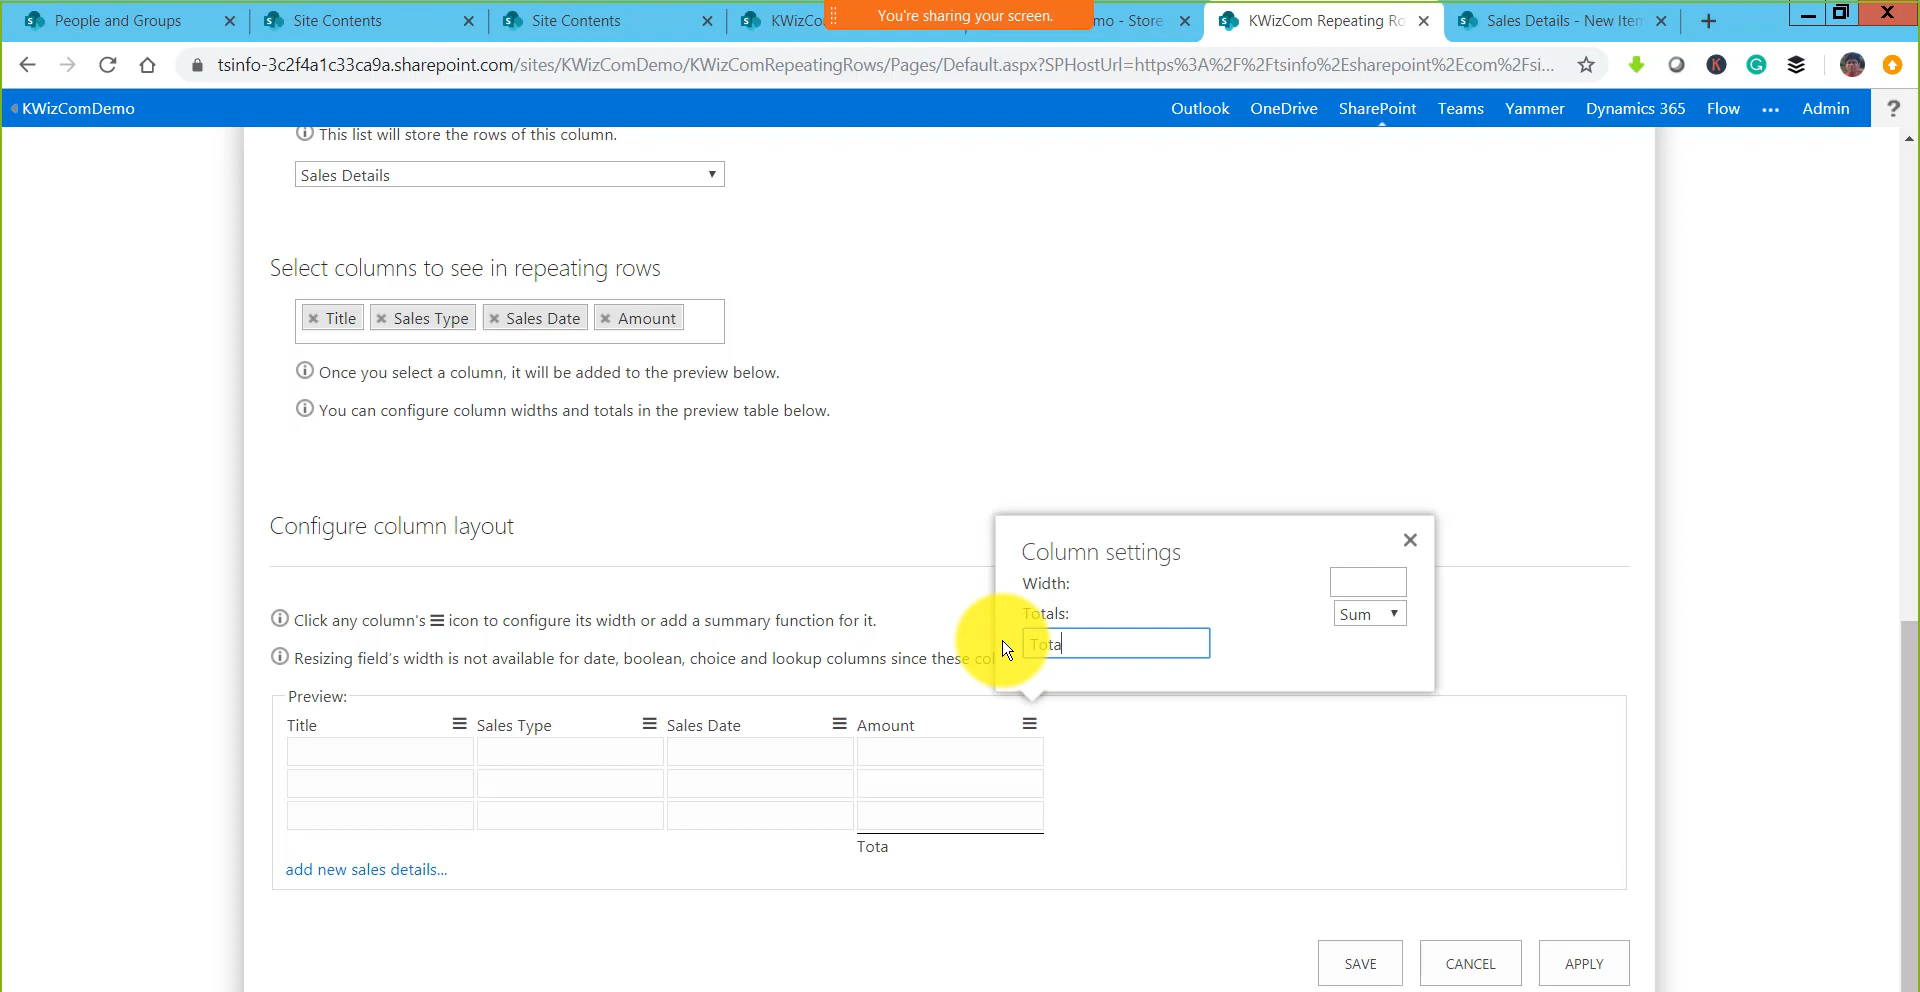 People and Groups
Site Contents
Site Contents
KWizCo
You're sharing your screen.
mo - Store
KWizCom Repeating Ro
Sales Details - New Item
tsinfo-3c2f4a1c33ca9a.sharepoint.com/sites/KWizComDemo/KWizComRepeatingRows/Pages/Default.aspx?SPHostUrl=https%3A%2F%2Ftsinfo%2Esharepoint%2Ecom%2Fsi...
KWizComDemo
Outlook OneDrive SharePoint Teams Yammer Dynamics 365 Flow ... Admin ?
This list will store the rows of this column.
Sales Details
Select columns to see in repeating rows
Title Sales Type Sales Date Amount
Once you select a column, it will be added to the preview below.
You can configure column widths and totals in the preview table below.
Configure column layout
Column settings
Width:
Totals:
Sum
Tota
Click any column's ☰ icon to configure its width or add a summary function for it.
Resizing field's width is not available for date, boolean, choice and lookup columns since these col
Preview:
Title Sales Type Sales Date Amount
Tota
add new sales details...
SAVE CANCEL APPLY